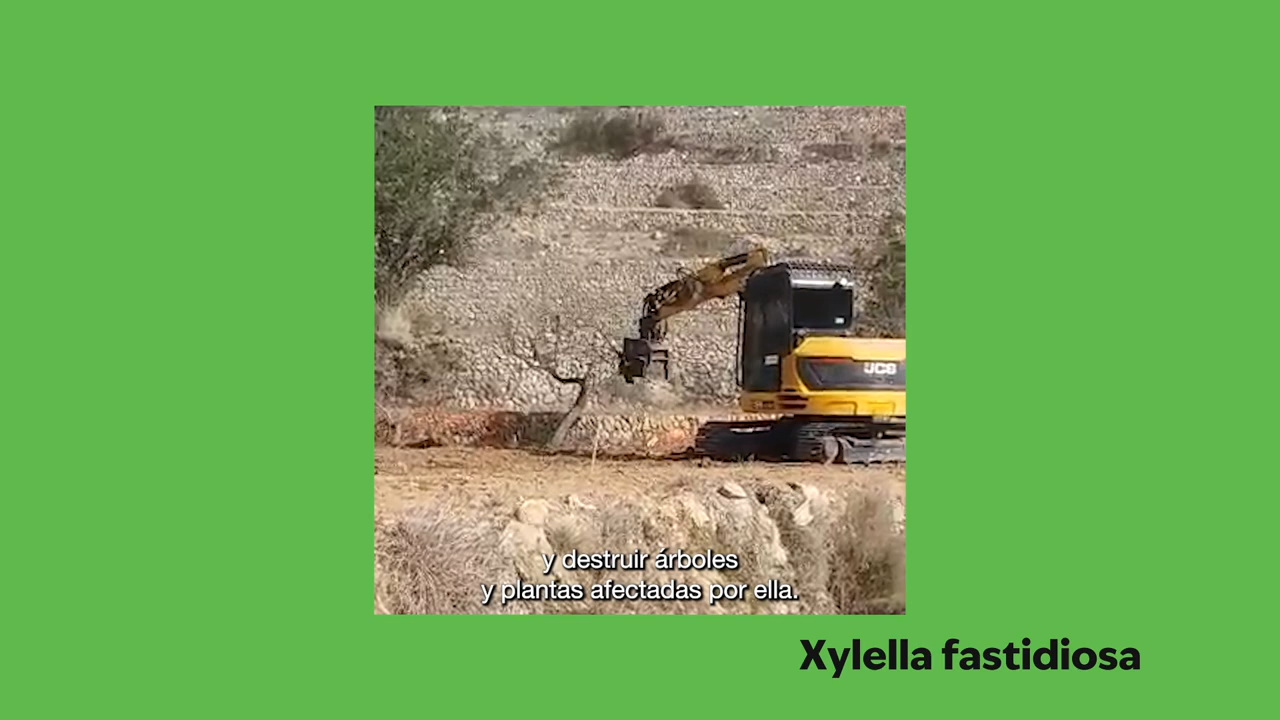 JCB
y destruir árboles
y plantas afectadas por ella.
Xylella fastidiosa